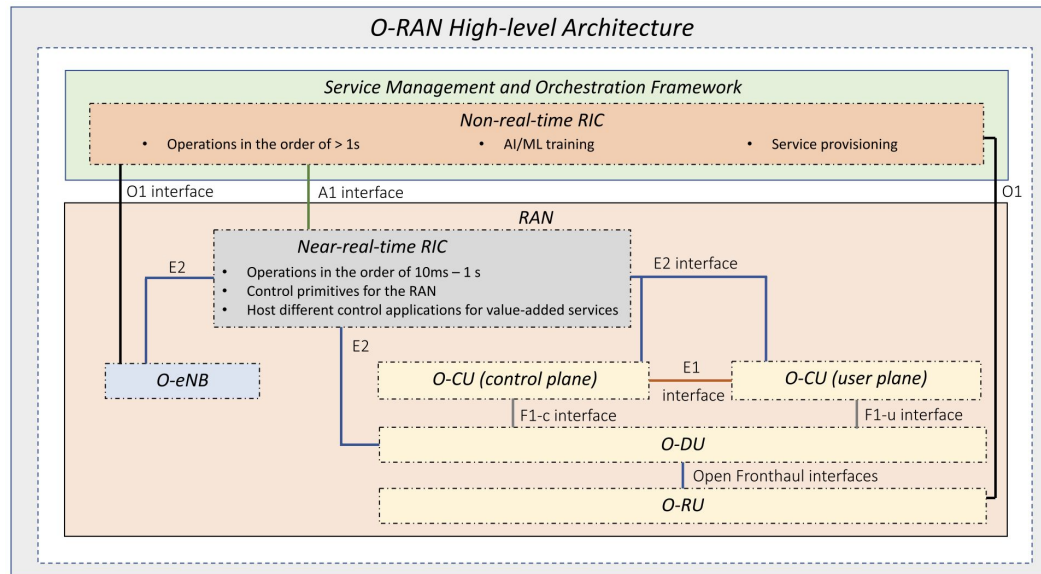 O-RAN High-level Architecture
Service Management and Orchestration Framework
Non-real-time RIC
• Operations in the order of > 1s
• AI/ML training
• Service provisioning
O1 interface
A1 interface
O1
RAN
Near-real-time RIC
• Operations in the order of 10ms – 1 s
• Control primitives for the RAN
• Host different control applications for value-added services
E2
E2 interface
E2
O-eNB
O-CU (control plane)
E1
interface
O-CU (user plane)
F1-c interface
F1-u interface
O-DU
Open Fronthaul interfaces
O-RU